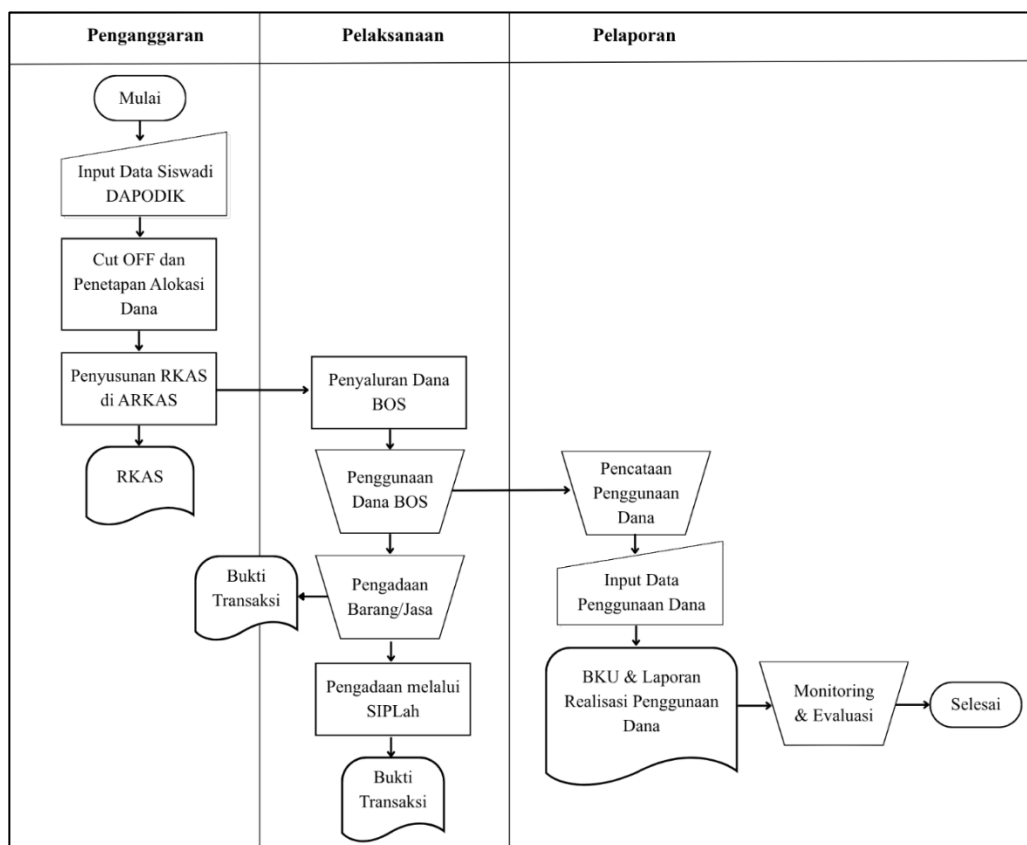 Penganggaran
Pelaksanaan
Pelaporan
Mulai
Input Data Siswadi
DAPODIK
Cut OFF dan
Penetapan Alokasi
Dana
Penyusunan RKAS
di ARKAS
RKAS
Penyaluran Dana
BOS
Penggunaan
Dana BOS
Bukti
Transaksi
Pengadaan
Barang/Jasa
Pengadaan melalui
SIPLah
Bukti
Transaksi
Pencataan
Penggunaan
Dana
Input Data
Penggunaan Dana
BKU & Laporan
Realisasi Penggunaan
Dana
Monitoring
& Evaluasi
Selesai